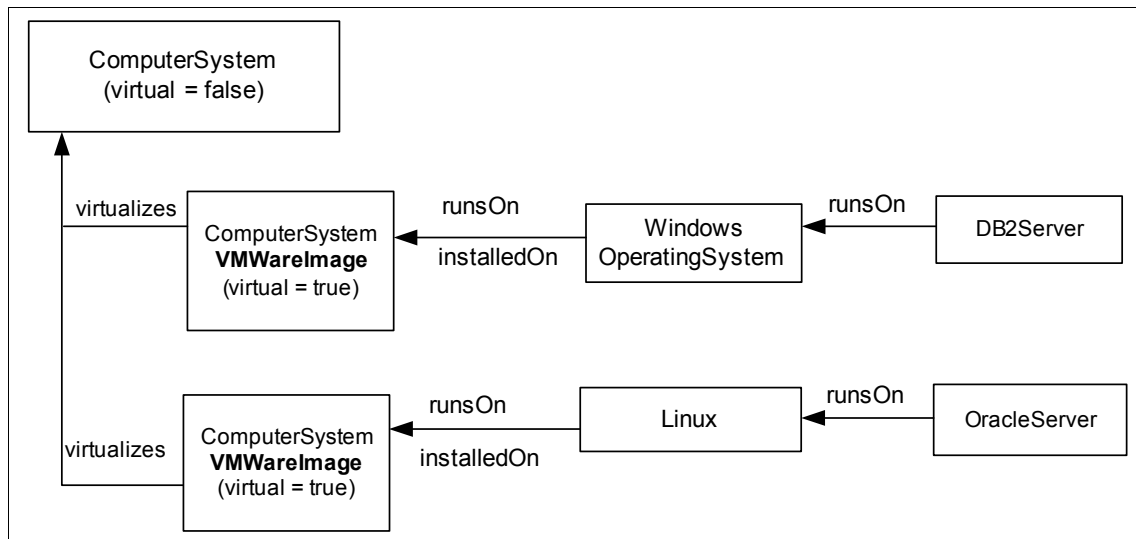 ComputerSystem
(virtual = false)
virtualizes
ComputerSystem
VMWareImage
(virtual = true)
runsOn
installedOn
Windows
OperatingSystem
runsOn
DB2Server
virtualizes
ComputerSystem
VMWareImage
(virtual = true)
runsOn
installedOn
Linux
runsOn
OracleServer